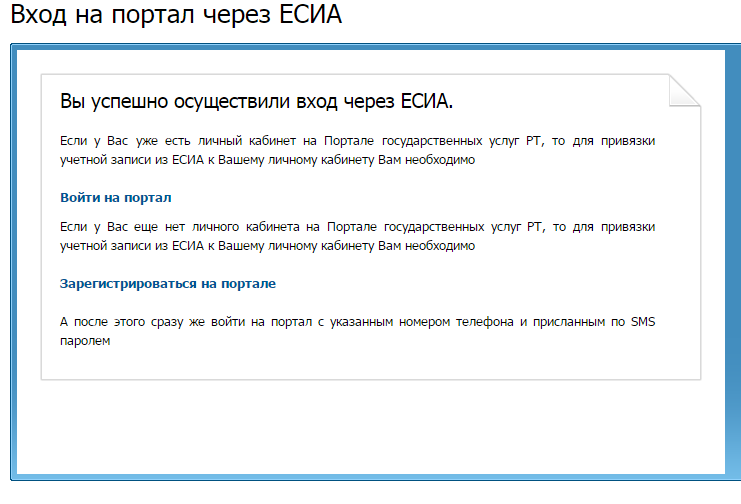 Вход на портал через ЕСИА
Вы успешно осуществили вход через ЕСИА.
Если у Вас уже есть личный кабинет на Портале государственных услуг РТ, то для привязки
учетной записи из ЕСИА к Вашему личному кабинету Вам необходимо
Войти на портал
Если у Вас еще нет личного кабинета на Портале государственных услуг РТ, то для привязки
учетной записи из ЕСИА к Вашему личному кабинету Вам необходимо
Зарегистрироваться на портале
А после этого сразу же войти на портал с указанным номером телефона и присланным по SMS
паролем